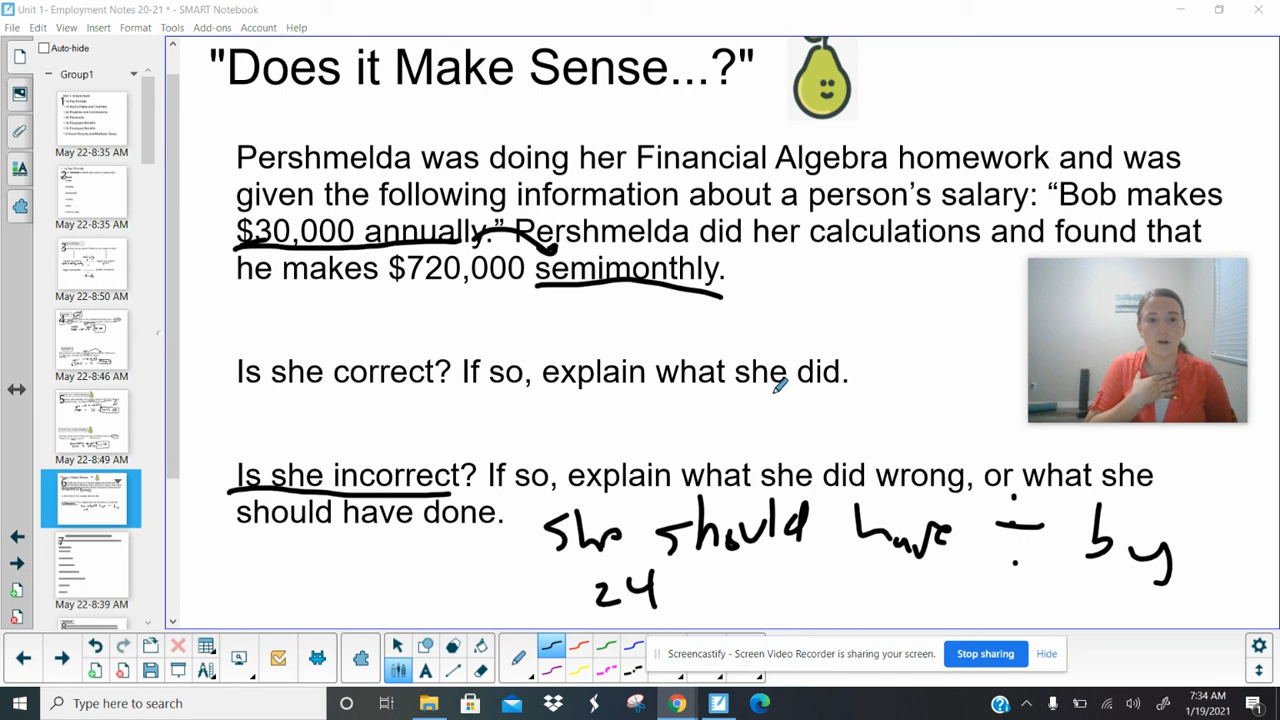 Unit 1- Employment Notes 20-21 * - SMART Notebook
File Edit View Insert Format Tools Add-ons Account Help
Auto-hide
Group1
May 22-8:35 AM
May 22-8:35 AM
May 22-8:50 AM
May 22-8:46 AM
May 22-8:49 AM
May 22-8:39 AM
"Does it Make Sense...?"
Pershmelda was doing her Financial Algebra homework and was
given the following information about a person's salary: “Bob makes
$30,000 annually.” Pershmelda did her calculations and found that
he makes $720,000 semimonthly.
Is she correct? If so, explain what she did.
Is she incorrect? If so, explain what she did wrong, or what she
should have done.
she should have ÷ by
24
Screencastify - Screen Video Recorder is sharing your screen. Stop sharing Hide
Type here to search
7:34 AM
1/19/2021